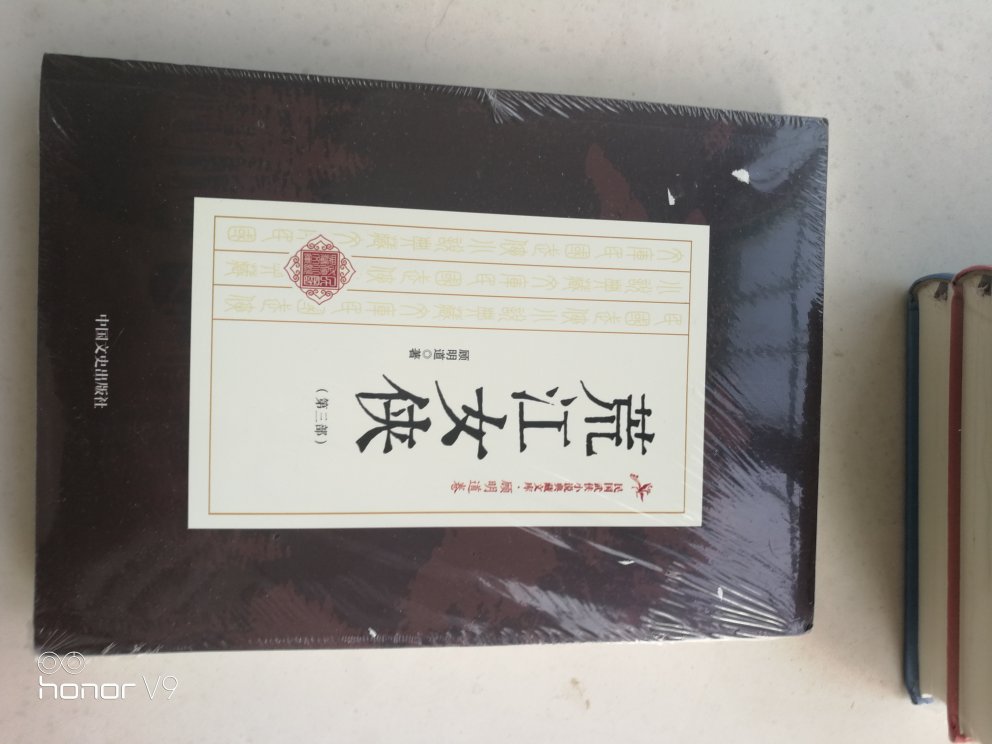 民国武侠小说典藏文库·顾明道卷
荒江女侠
(第三部)
顾明道◎著
中国文史出版社
honor V9